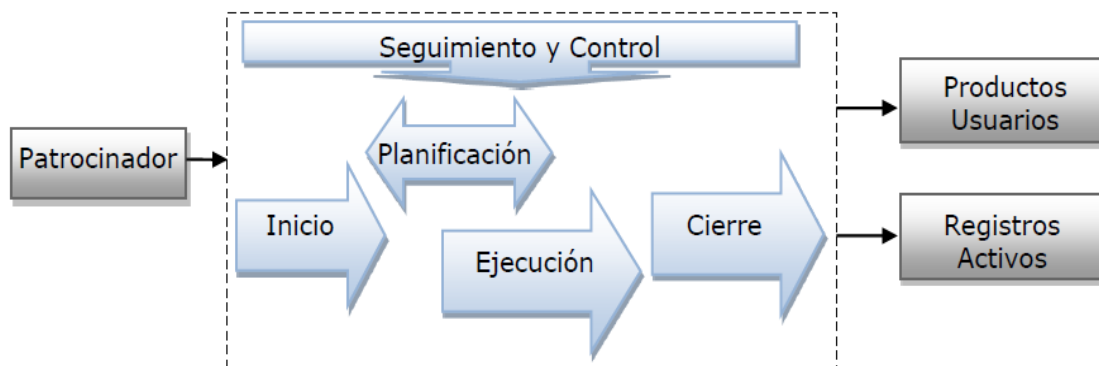 Seguimiento y Control
Patrocinador
Planificación
Inicio
Ejecución
Cierre
Productos
Usuarios
Registros
Activos